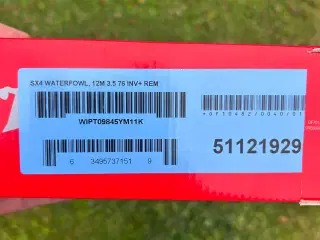 SX4 WATERFOWL, 12M 3.5 76 INV+ REM
WIPT09845YM11K
51121929
6 3495737151 9